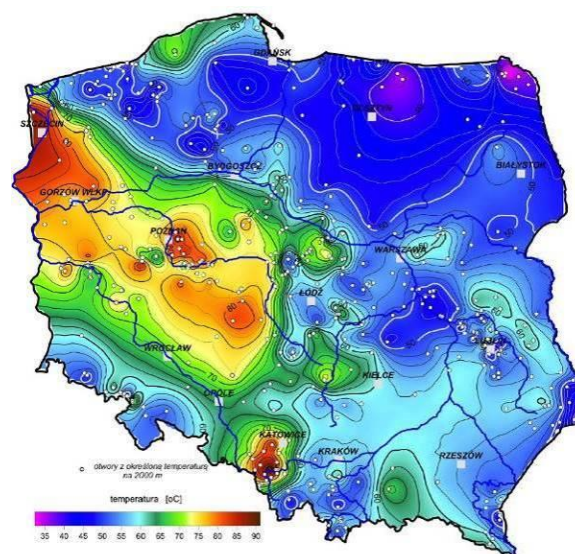 GDAŃSK
OLSZTYN
SZCZECIN
BIAŁYSTOK
BYDGOSZCZ
GORZÓW WLKP.
POZNAŃ
WARSZAWA
ŁÓDŹ
WROCŁAW
KIELCE
OPOLE
KATOWICE
KRAKÓW
RZESZÓW
otwory z określoną temperaturą
na 2000 m
temperatura [oC]
35 40 45 50 55 60 65 70 75 80 85 90